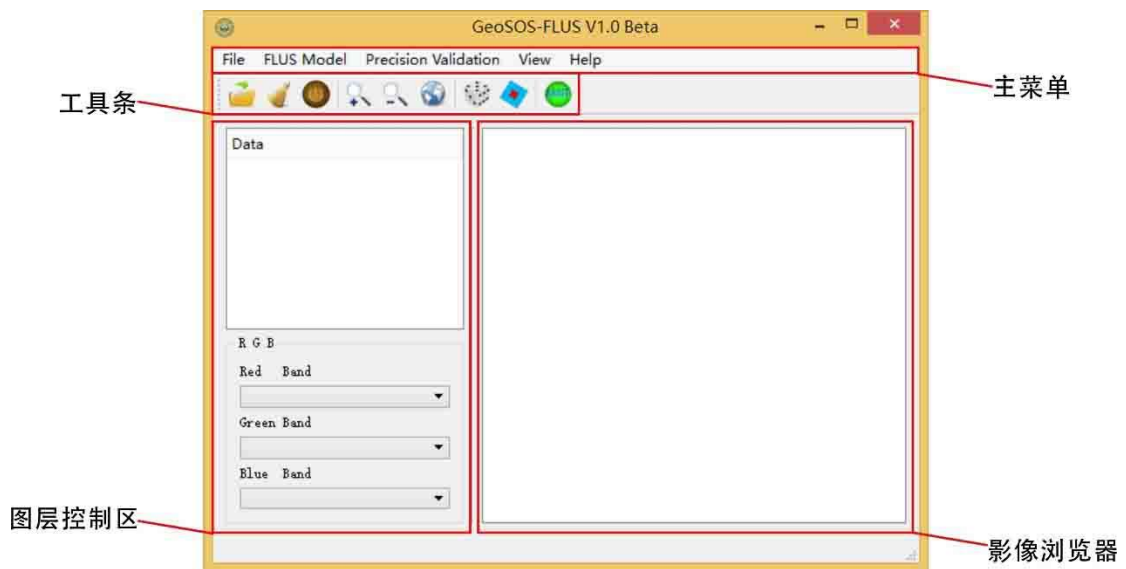 GeoSOS-FLUS V1.0 Beta
File FLUS Model Precision Validation View Help
主菜单
工具条
Data
R G B
Red Band
Green Band
Blue Band
图层控制区
影像浏览器